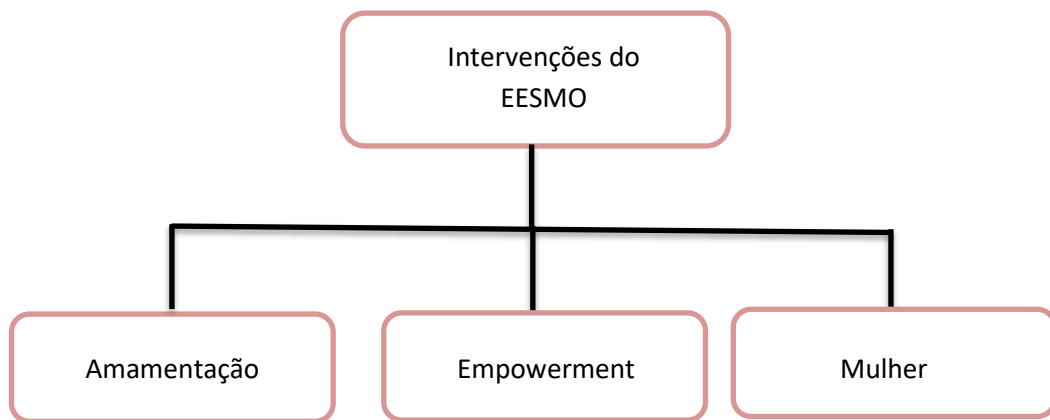 Intervenções do
EESMO
Amamentação
Empowerment
Mulher